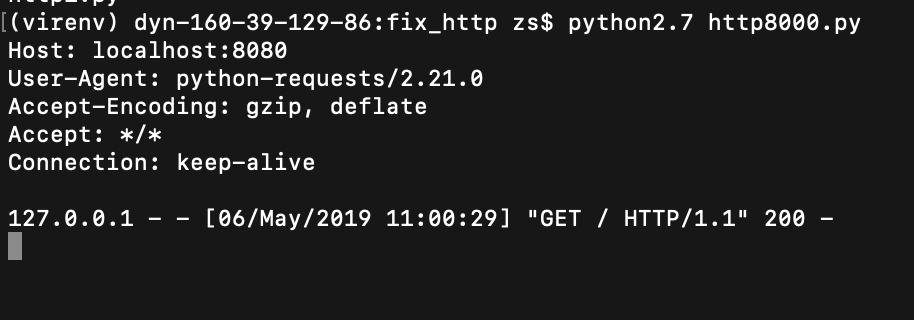 [(virenv) dyn-160-39-129-86:fix_http zs$ python2.7 http8000.py
Host: localhost:8080
User-Agent: python-requests/2.21.0
Accept-Encoding: gzip, deflate
Accept: */*
Connection: keep-alive
127.0.0.1 - - [06/May/2019 11:00:29] "GET / HTTP/1.1" 200 -